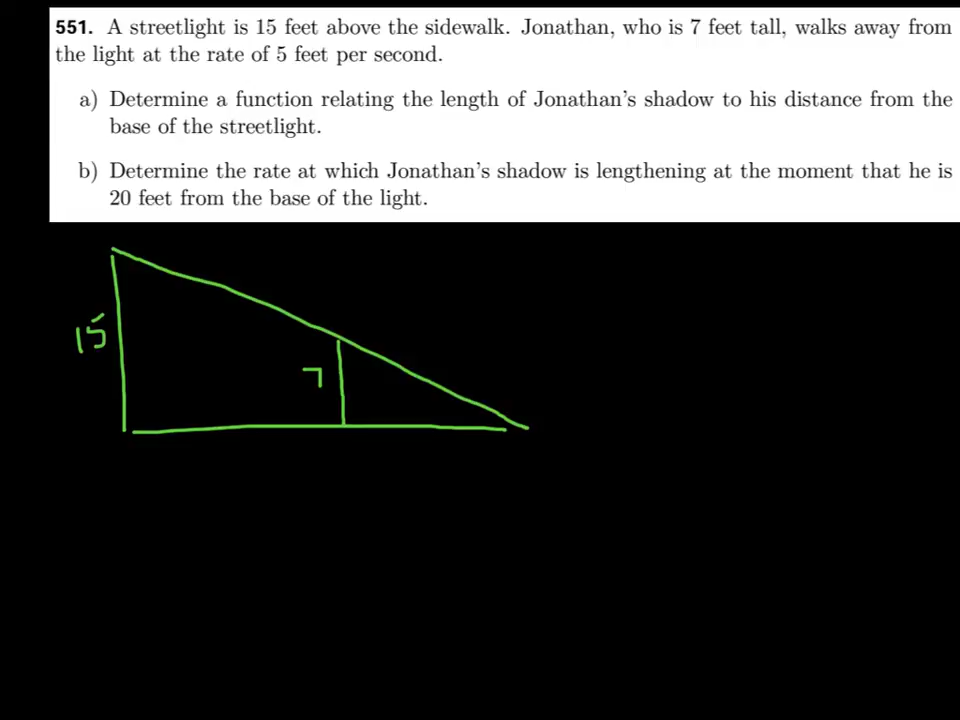 551. A streetlight is 15 feet above the sidewalk. Jonathan, who is 7 feet tall, walks away from
the light at the rate of 5 feet per second.
a) Determine a function relating the length of Jonathan's shadow to his distance from the
base of the streetlight.
b) Determine the rate at which Jonathan's shadow is lengthening at the moment that he is
20 feet from the base of the light.
15
7